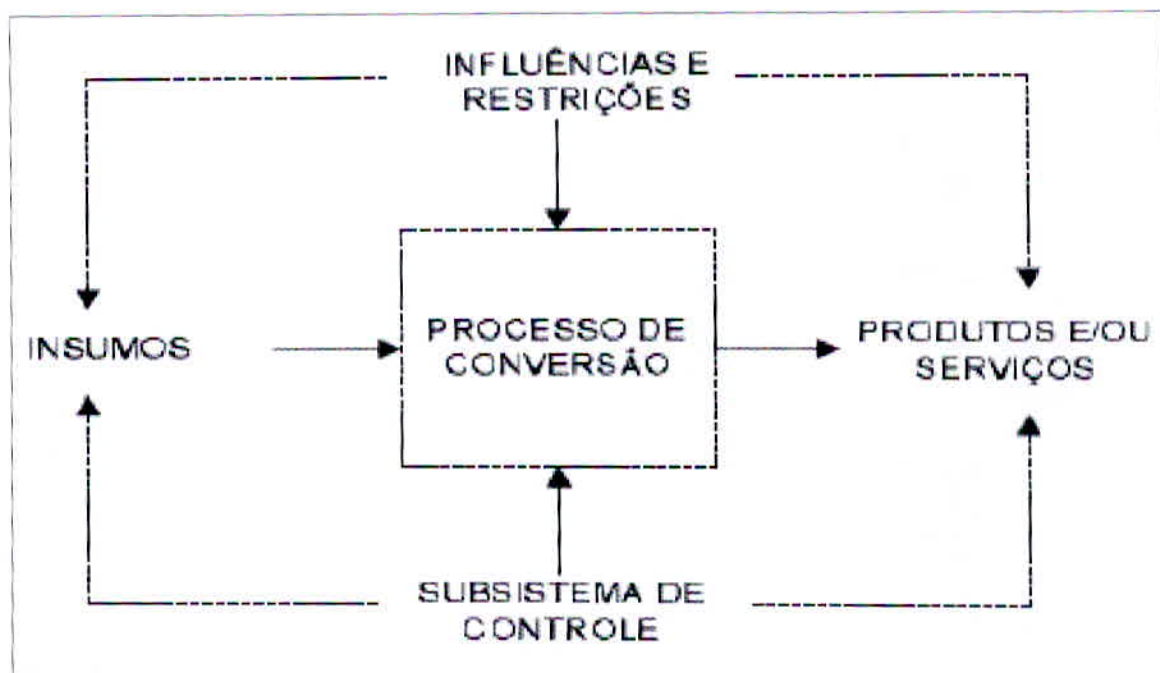 INFLUÊNCIAS E
RESTRIÇÕES
INSUMOS
PROCESSO DE
CONVERSÃO
PRODUTOS E/OU
SERVIÇOS
SUBSISTEMA DE
CONTROLE